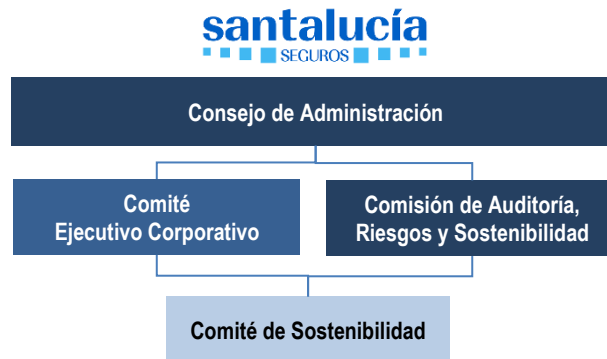 santalucía
SEGUROS
Consejo de Administración
Comité
Ejecutivo Corporativo
Comisión de Auditoría,
Riesgos y Sostenibilidad
Comité de Sostenibilidad